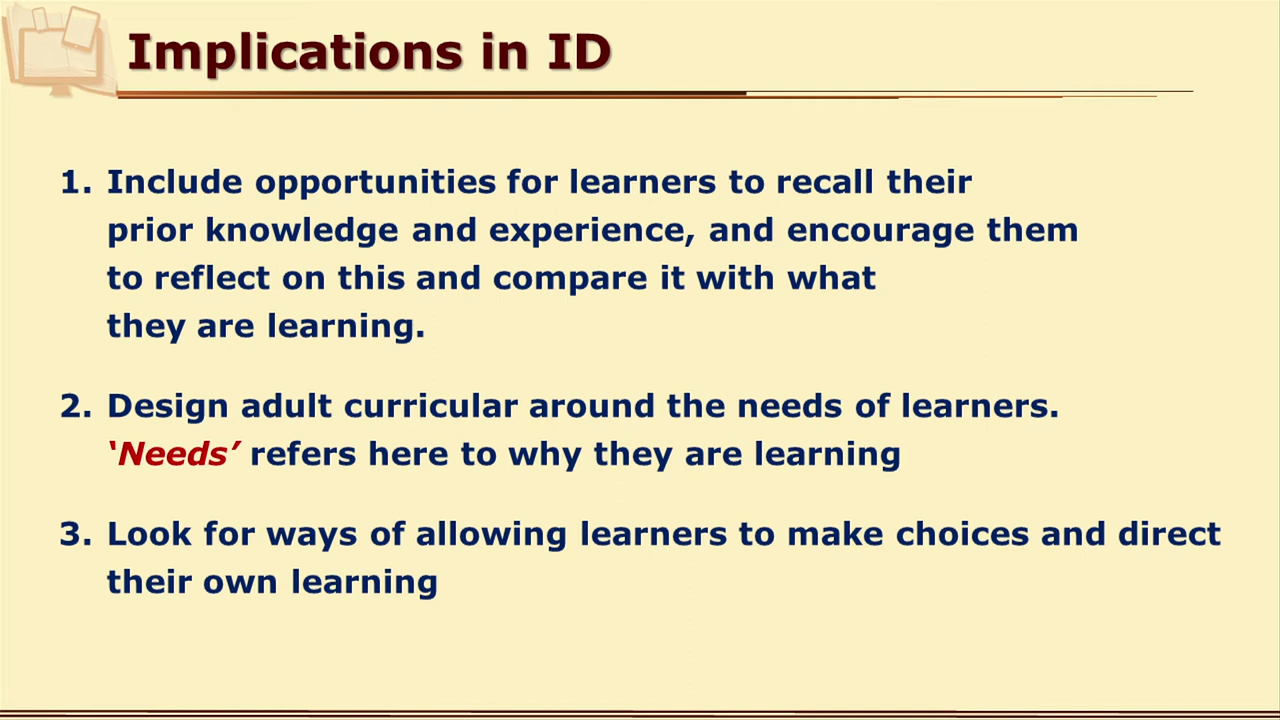 Implications in ID
1. Include opportunities for learners to recall their
prior knowledge and experience, and encourage them
to reflect on this and compare it with what
they are learning.
2. Design adult curricular around the needs of learners.
‘Needs’ refers here to why they are learning
3. Look for ways of allowing learners to make choices and direct
their own learning